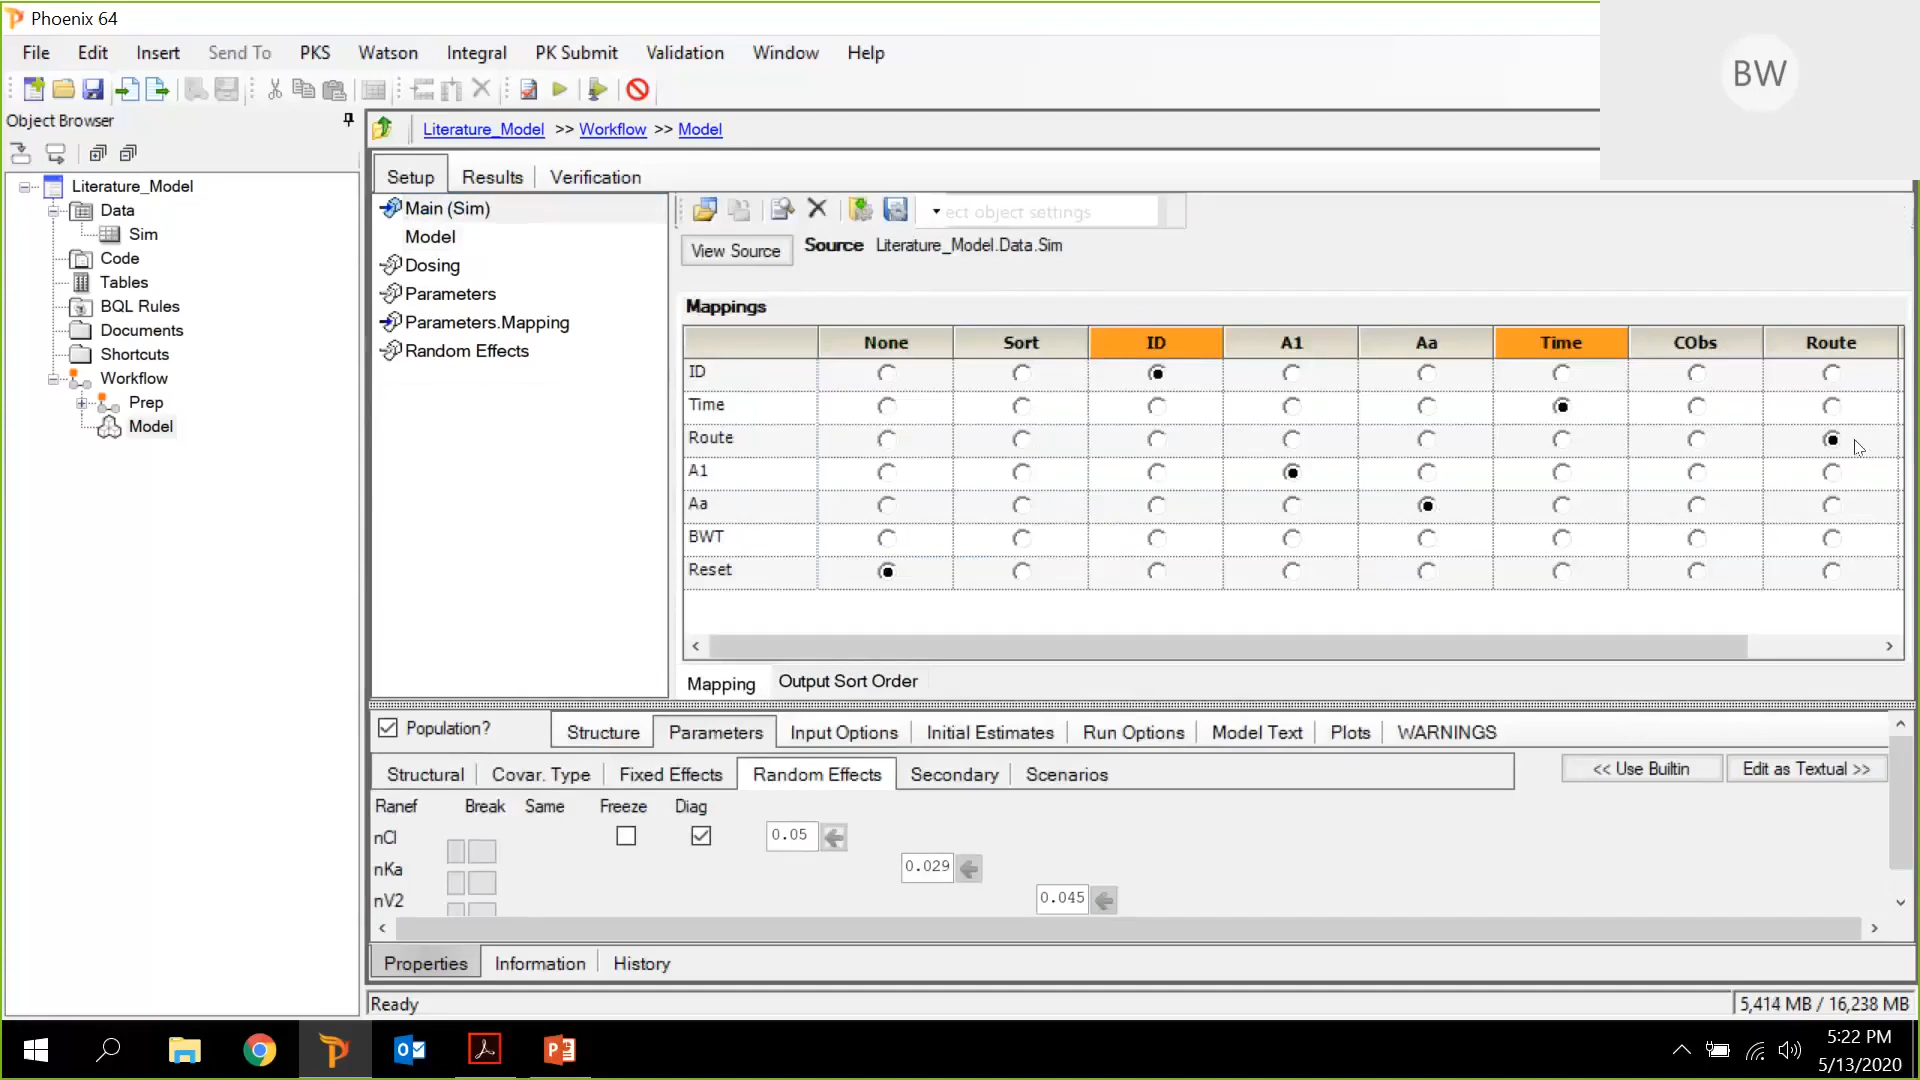 Phoenix 64
BW
File Edit Insert Send To PKS Watson Integral PK Submit Validation Window Help
Object Browser
Literature_Model >> Workflow >> Model
Literature_Model
Data
Sim
Code
Tables
BQL Rules
Documents
Shortcuts
Workflow
Prep
Model
Setup Results Verification
Main (Sim)
Model
Dosing
Parameters
Parameters.Mapping
Random Effects
ect object settings
View Source Source Literature_Model.Data.Sim
Mappings
None Sort ID A1 Aa Time CObs Route
ID
Time
Route
A1
Aa
BWT
Reset
Mapping Output Sort Order
Population? Structure Parameters Input Options Initial Estimates Run Options Model Text Plots WARNINGS
Structural Covar. Type Fixed Effects Random Effects Secondary Scenarios << Use Builtin Edit as Textual >>
Ranef Break Same Freeze Diag
nCl 0.05
nKa 0.029
nV2 0.045
Properties Information History
Ready 5,414 MB / 16,238 MB
5:22 PM
5/13/2020